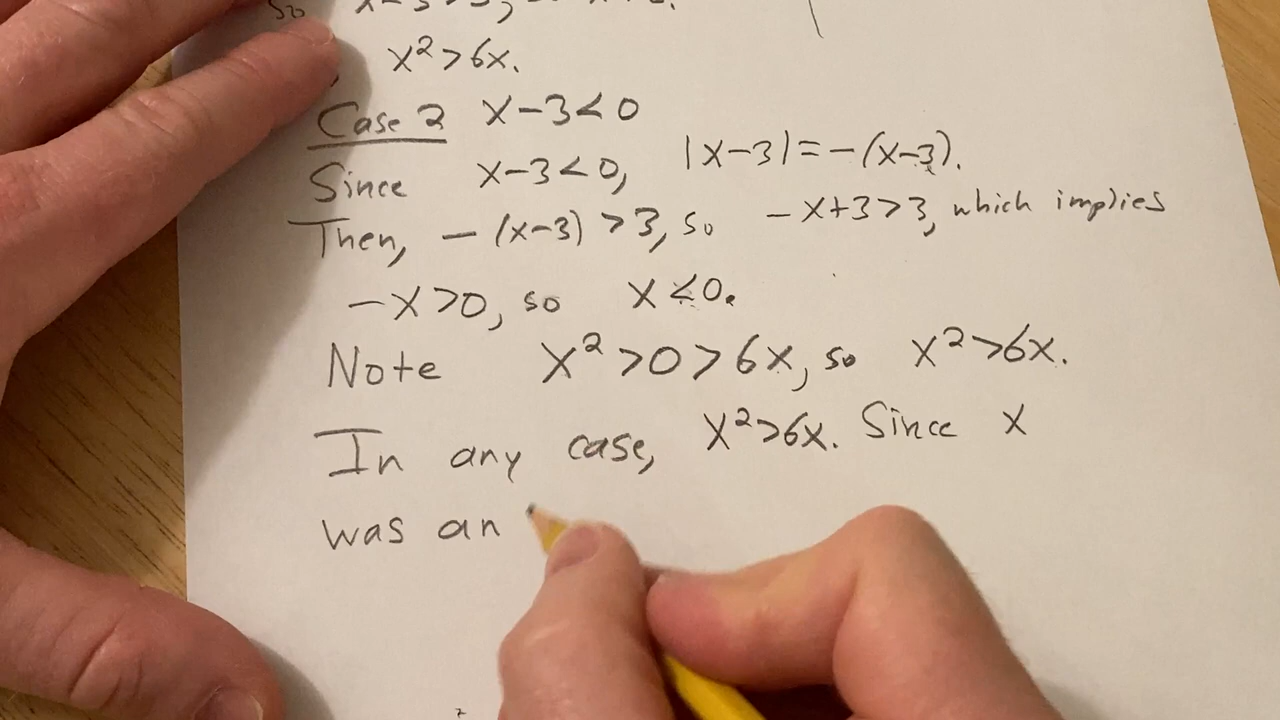 so
x²>6x.
Case 2 x-3<0
Since x-3<0, |x-3|=-(x-3).
Then, -(x-3)>3, so -x+3>3, which implies
-x>0, so x<0.
Note x²>0>6x, so x²>6x.
In any case, x²>6x. Since x
was an